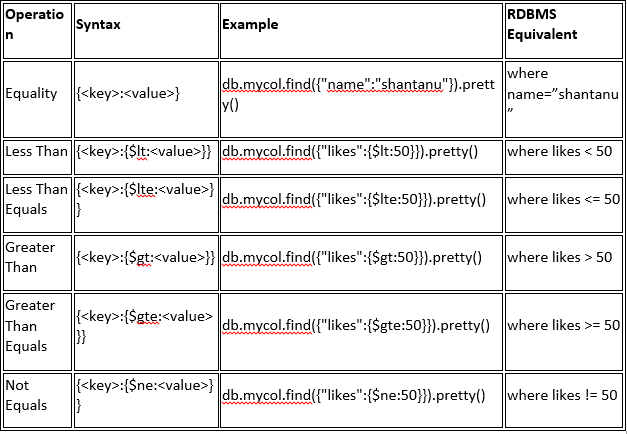 Operatio
n
Syntax
Example
RDBMS
Equivalent
Equality
{<key>:<value>}
db.mycol.find({"name":"shantanu"}).prett
y()
where
name=”shantanu
”
Less Than
{<key>:{$lt:<value>}}
db.mycol.find({"likes":{$lt:50}}).pretty()
where likes < 50
Less Than
Equals
{<key>:{$lte:<value>}
}
db.mycol.find({"likes":{$lte:50}}).pretty()
where likes <= 50
Greater
Than
{<key>:{$gt:<value>}}
db.mycol.find({"likes":{$gt:50}}).pretty()
where likes > 50
Greater
Than
Equals
{<key>:{$gte:<value>
}}
db.mycol.find({"likes":{$gte:50}}).pretty()
where likes >= 50
Not
Equals
{<key>:{$ne:<value>}
}
db.mycol.find({"likes":{$ne:50}}).pretty()
where likes != 50